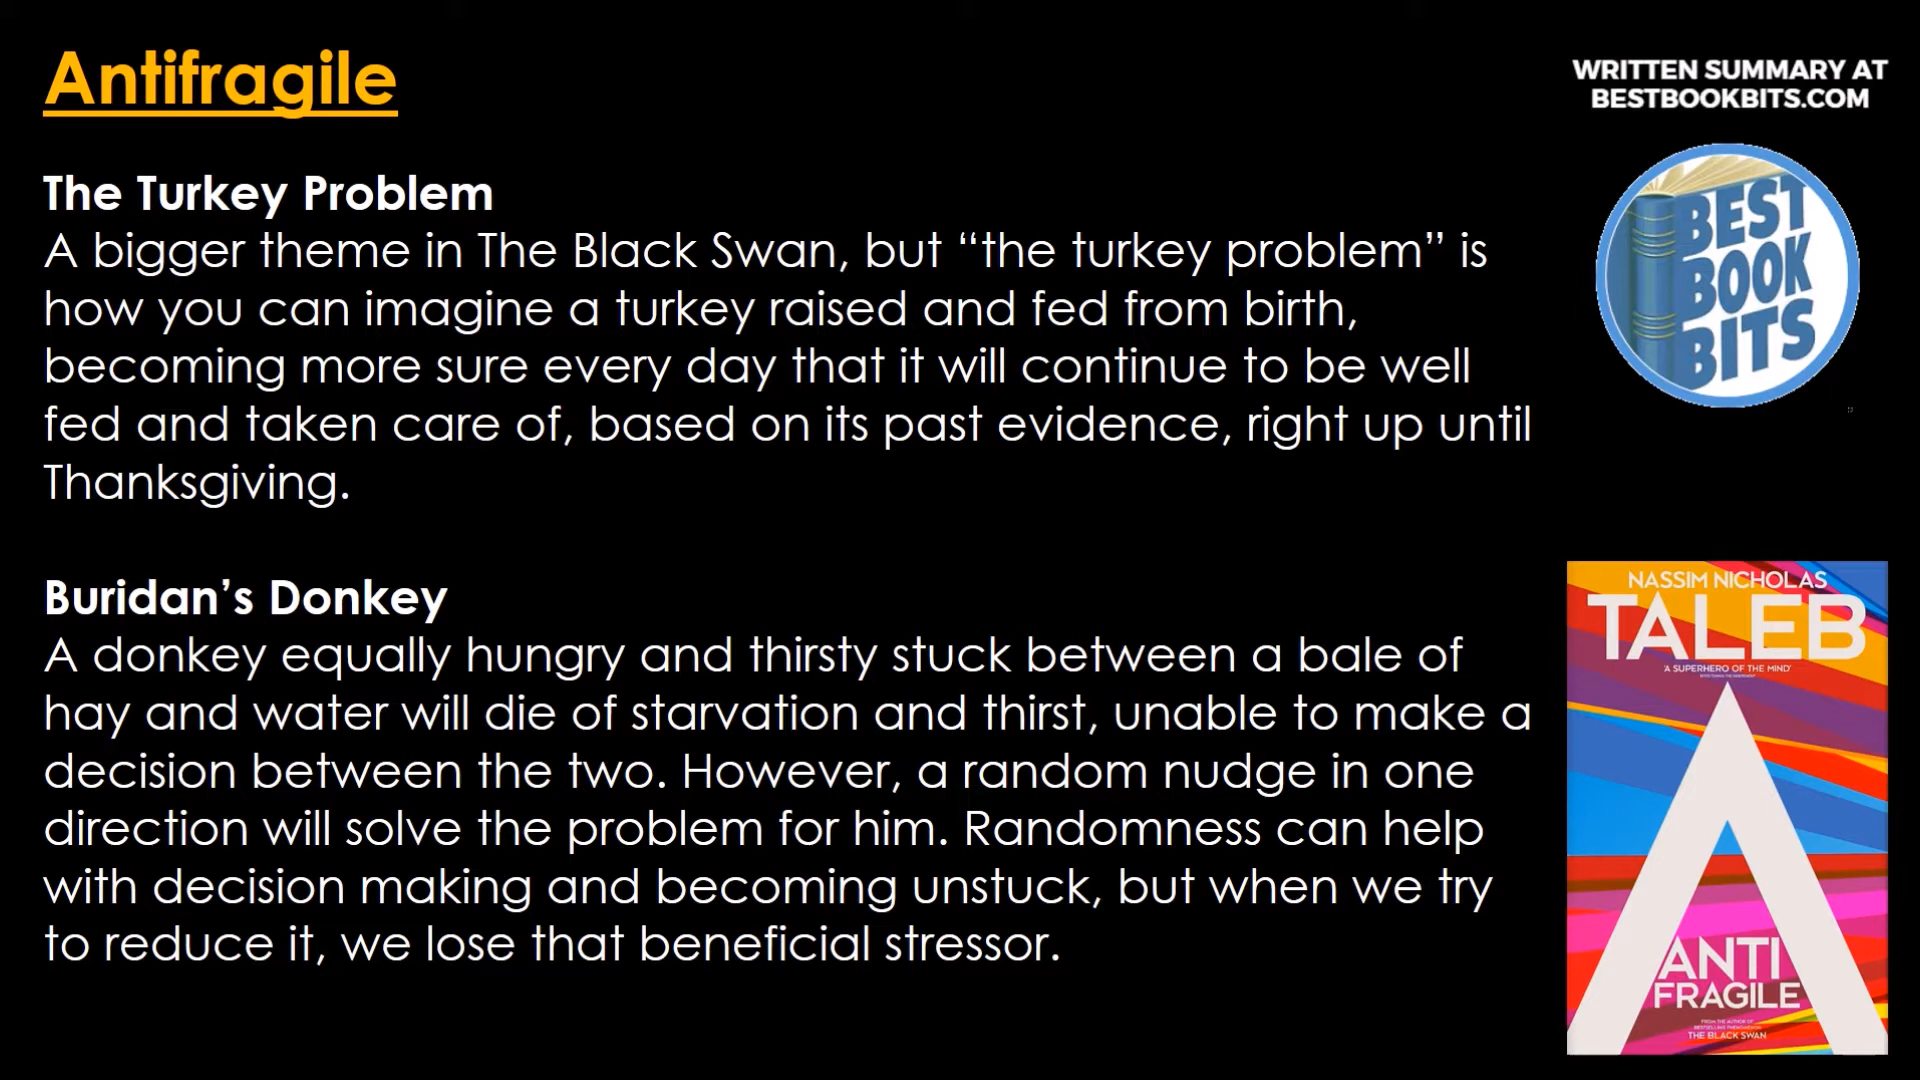 Antifragile
WRITTEN SUMMARY AT
BESTBOOKBITS.COM
BEST
BOOK
BITS
The Turkey Problem
A bigger theme in The Black Swan, but “the turkey problem” is
how you can imagine a turkey raised and fed from birth,
becoming more sure every day that it will continue to be well
fed and taken care of, based on its past evidence, right up until
Thanksgiving.
Buridan’s Donkey
A donkey equally hungry and thirsty stuck between a bale of
hay and water will die of starvation and thirst, unable to make a
decision between the two. However, a random nudge in one
direction will solve the problem for him. Randomness can help
with decision making and becoming unstuck, but when we try
to reduce it, we lose that beneficial stressor.
NASSIM NICHOLAS
TALEB
'A SUPERHERO OF THE MIND'
ANTI
FRAGILE
FROM THE AUTHOR OF
BESTSELLING PHENOMENON
THE BLACK SWAN